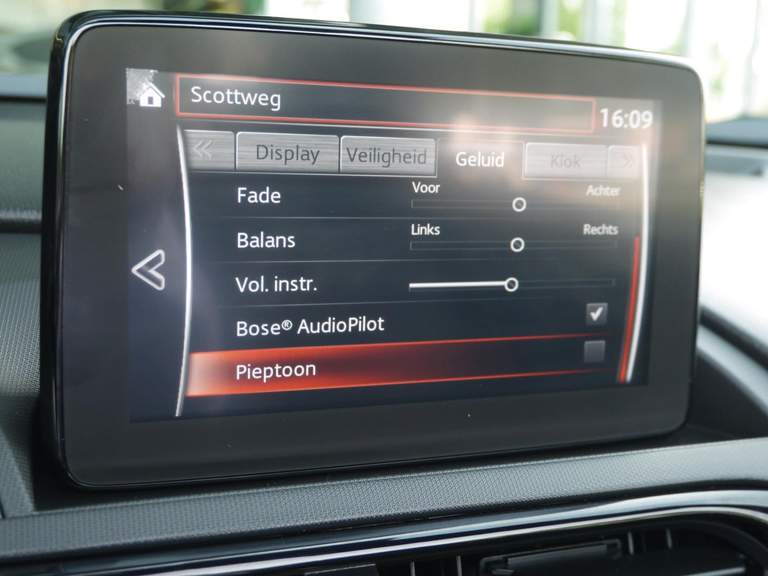 Scottweg
16:09
Display Veiligheid Geluid Klok
Fade Voor Achter
Balans Links Rechts
Vol. instr.
Bose® AudioPilot
Pieptoon